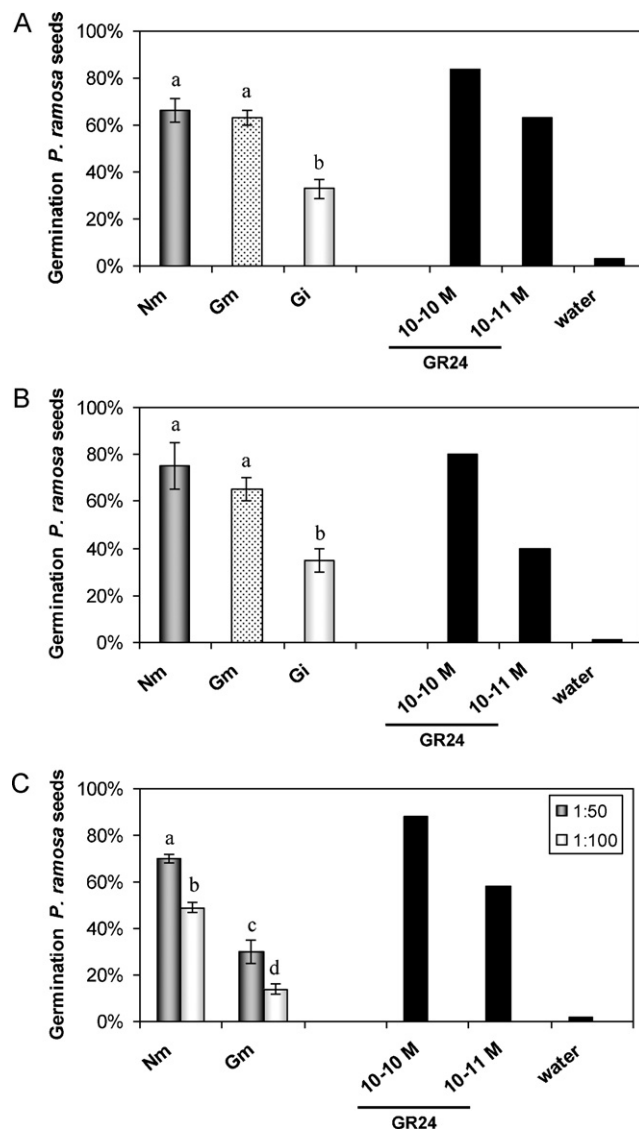 A
Germination P. ramosa seeds
100%
80%
60%
40%
20%
0%
a
a
b
Nm
Gm
Gi
10-10 M
10-11 M
water
GR24
B
Germination P. ramosa seeds
100%
80%
60%
40%
20%
0%
a
a
b
Nm
Gm
Gi
10-10 M
10-11 M
water
GR24
C
Germination P. ramosa seeds
100%
80%
60%
40%
20%
0%
a
b
c
d
1:50
1:100
Nm
Gm
10-10 M
10-11 M
water
GR24